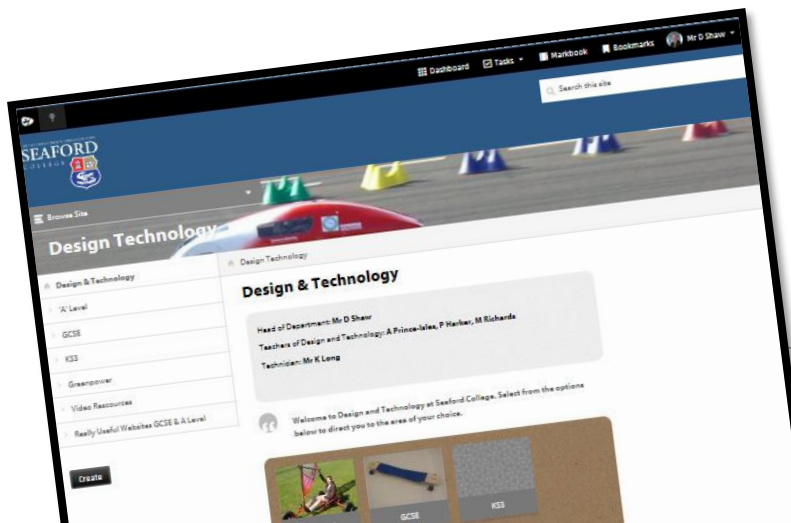 Dashboard Tasks Markbook Bookmarks Mr D Shaw
Search this site
SEAFORD
COLLEGE
Browse Site
Design Technology
Design & Technology
'A' Level
GCSE
KS3
Greenpower
Video Rescources
Really Useful Websites GCSE & A Level
Create
Design Technology
Design & Technology
Head of Department: Mr D Shaw
Teachers of Design and Technology: A Prince-Iles, P Harker, M Richards
Technician: Mr K Long
Welcome to Design and Technology at Seaford College. Select from the options
below to direct you to the area of your choice.
GCSE
KS3